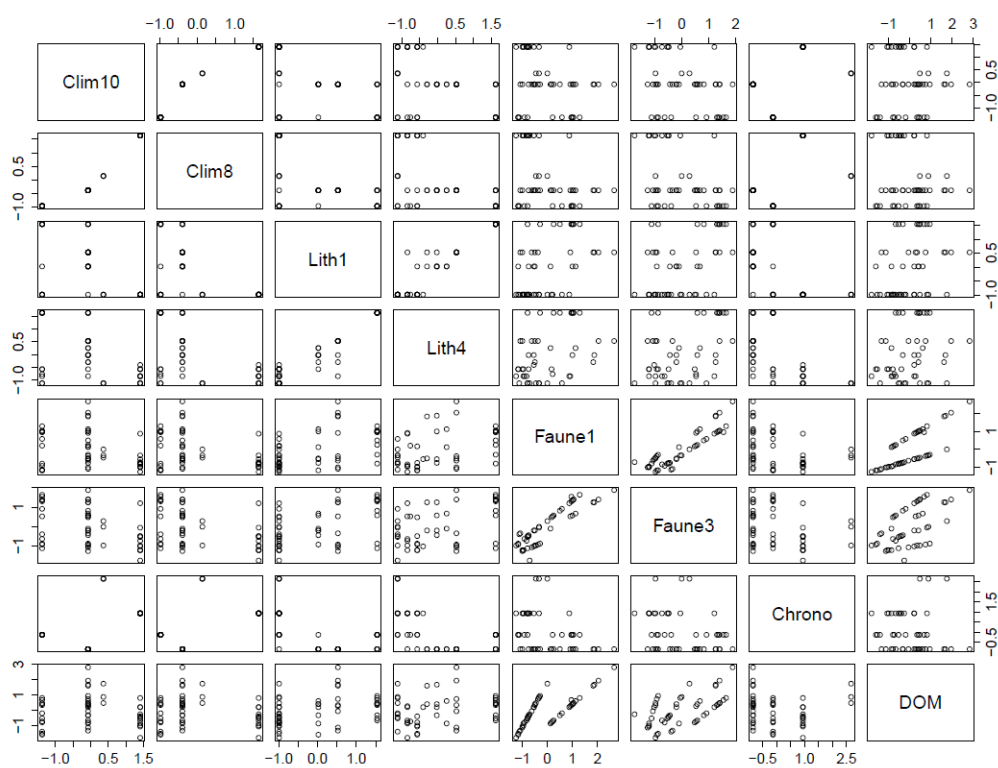 −1.0 1.0 −1.0 0.5 1.5 −1 0 1 2 −1 1 2 3
Clim10 0.5 −1.0
0.5 −1.0 Clim8
Lith1 0.5 −1.0
0.5 −1.0 Lith4
Faune1 1 −1
1 −1 Faune3
Chrono 1.5 −0.5
3 1 −1 DOM
−1.0 0.0 1.5 −1.0 0.0 1.0 −1 0 1 2 −0.5 1.0 2.5